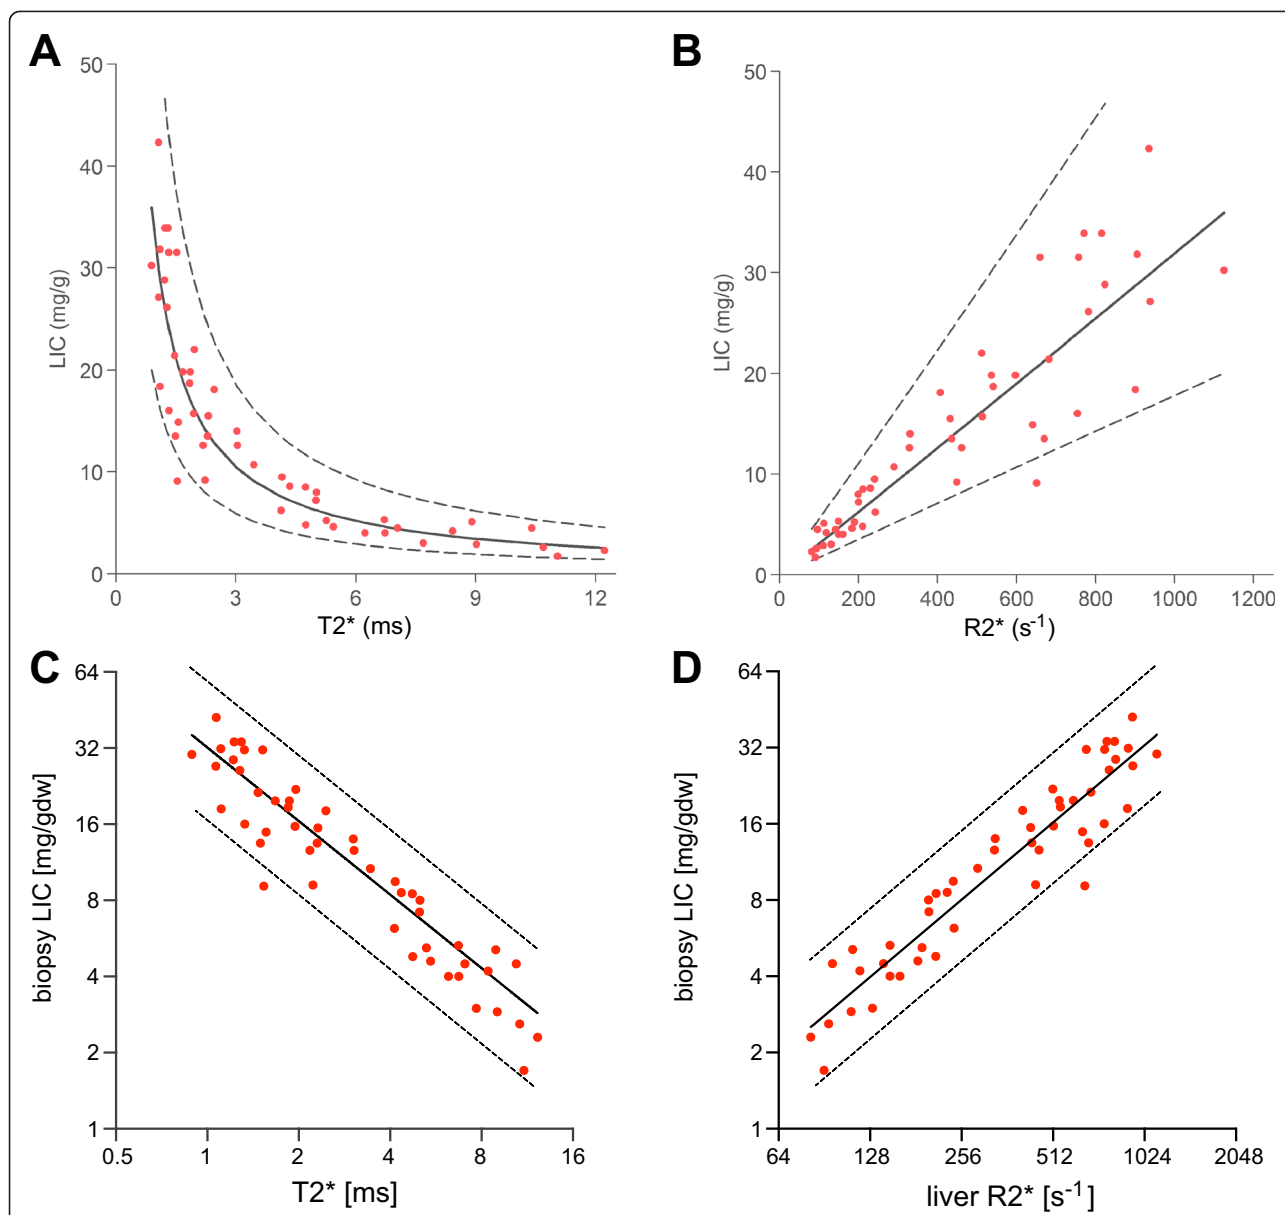 A
50
40
30
20
10
0
LIC (mg/g)
0 3 6 9 12
T2* (ms)
B
50
40
30
20
10
0
LIC (mg/g)
0 200 400 600 800 1000 1200
R2* (s-1)
C
64
32
16
8
4
2
1
biopsy LIC [mg/gdw]
0.5 1 2 4 8 16
T2* [ms]
D
64
32
16
8
4
2
1
biopsy LIC [mg/gdw]
64 128 256 512 1024 2048
liver R2* [s-1]